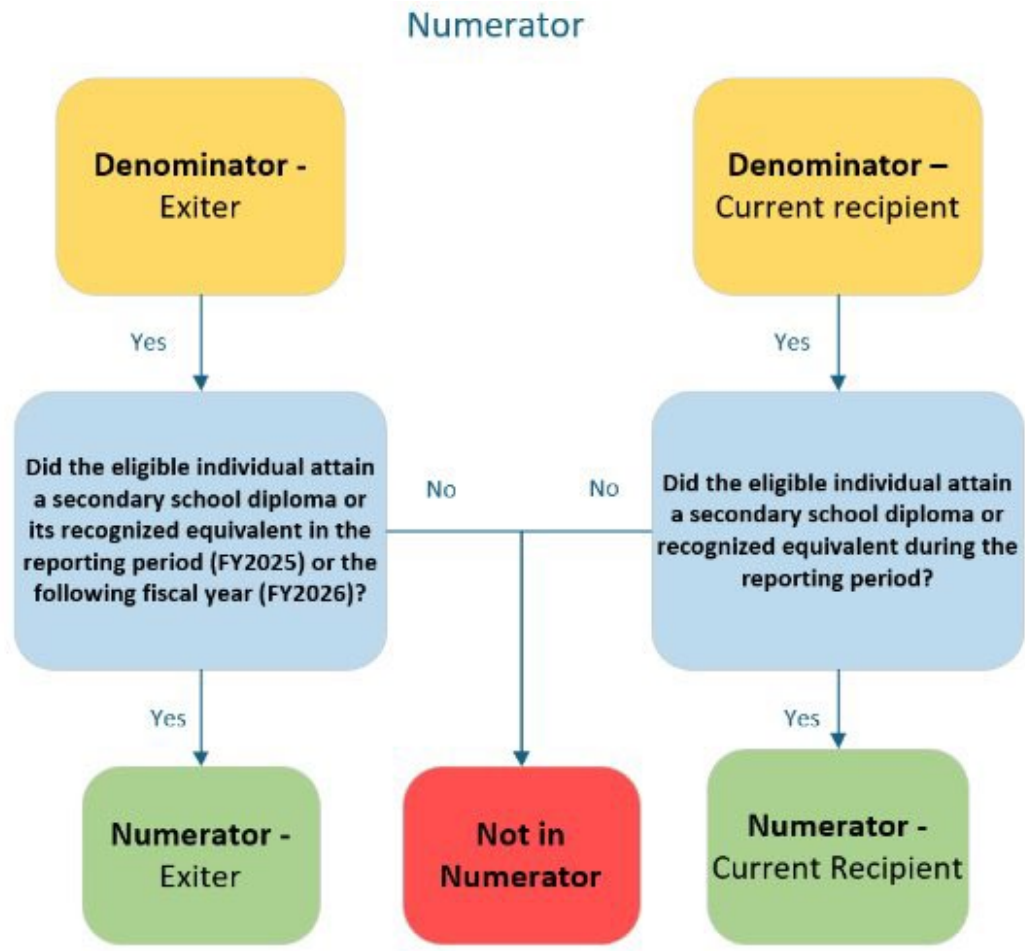 Numerator
Denominator -
Exiter
Denominator –
Current recipient
Yes
Yes
Did the eligible individual attain
a secondary school diploma or
its recognized equivalent in the
reporting period (FY2025) or the
following fiscal year (FY2026)?
No
No
Did the eligible individual attain
a secondary school diploma or
recognized equivalent during the
reporting period?
Yes
Yes
Numerator -
Exiter
Not in
Numerator
Numerator -
Current Recipient